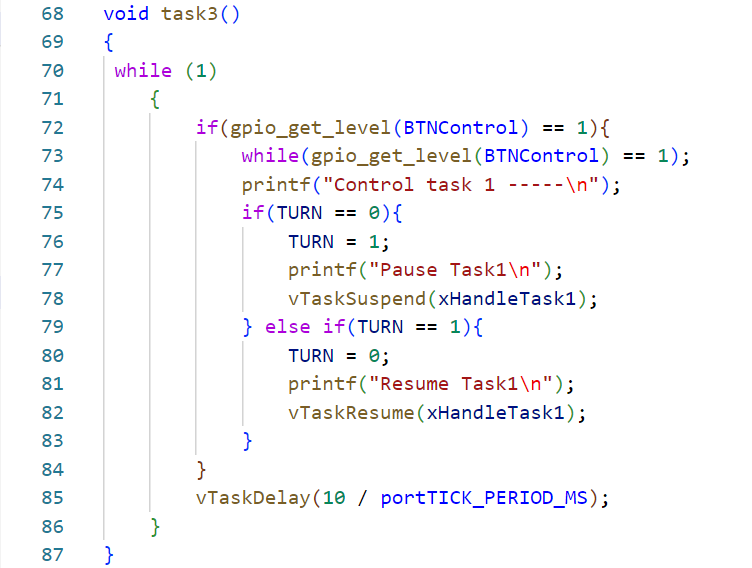 68 void task3()
69 {
70 while (1)
71 {
72 if(gpio_get_level(BTNControl) == 1){
73 while(gpio_get_level(BTNControl) == 1);
74 printf("Control task 1 -----\n");
75 if(TURN == 0){
76 TURN = 1;
77 printf("Pause Task1\n");
78 vTaskSuspend(xHandleTask1);
79 } else if(TURN == 1){
80 TURN = 0;
81 printf("Resume Task1\n");
82 vTaskResume(xHandleTask1);
83 }
84 }
85 vTaskDelay(10 / portTICK_PERIOD_MS);
86 }
87 }